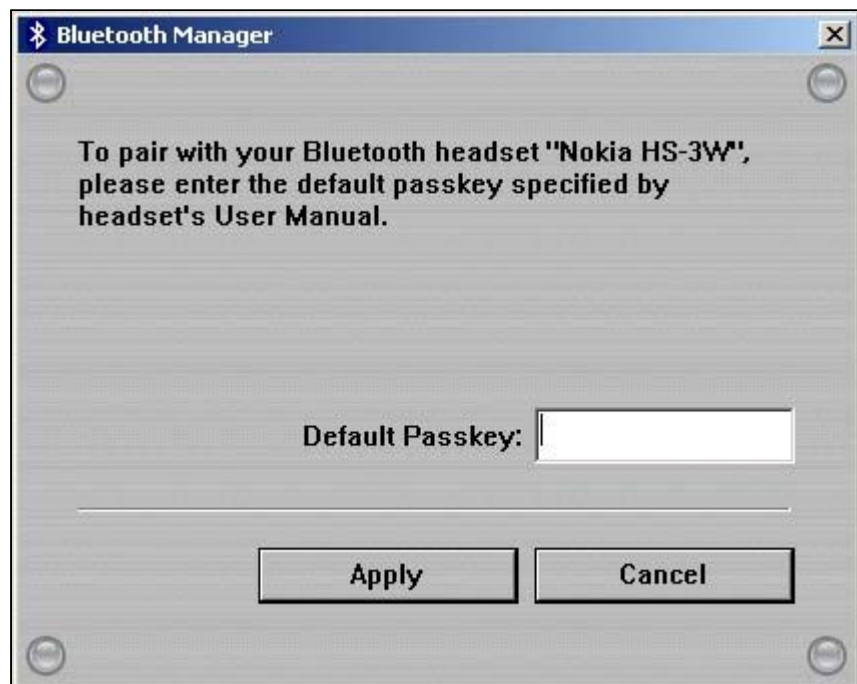 Bluetooth Manager
To pair with your Bluetooth headset "Nokia HS-3W",
please enter the default passkey specified by
headset's User Manual.
Default Passkey:
Apply
Cancel